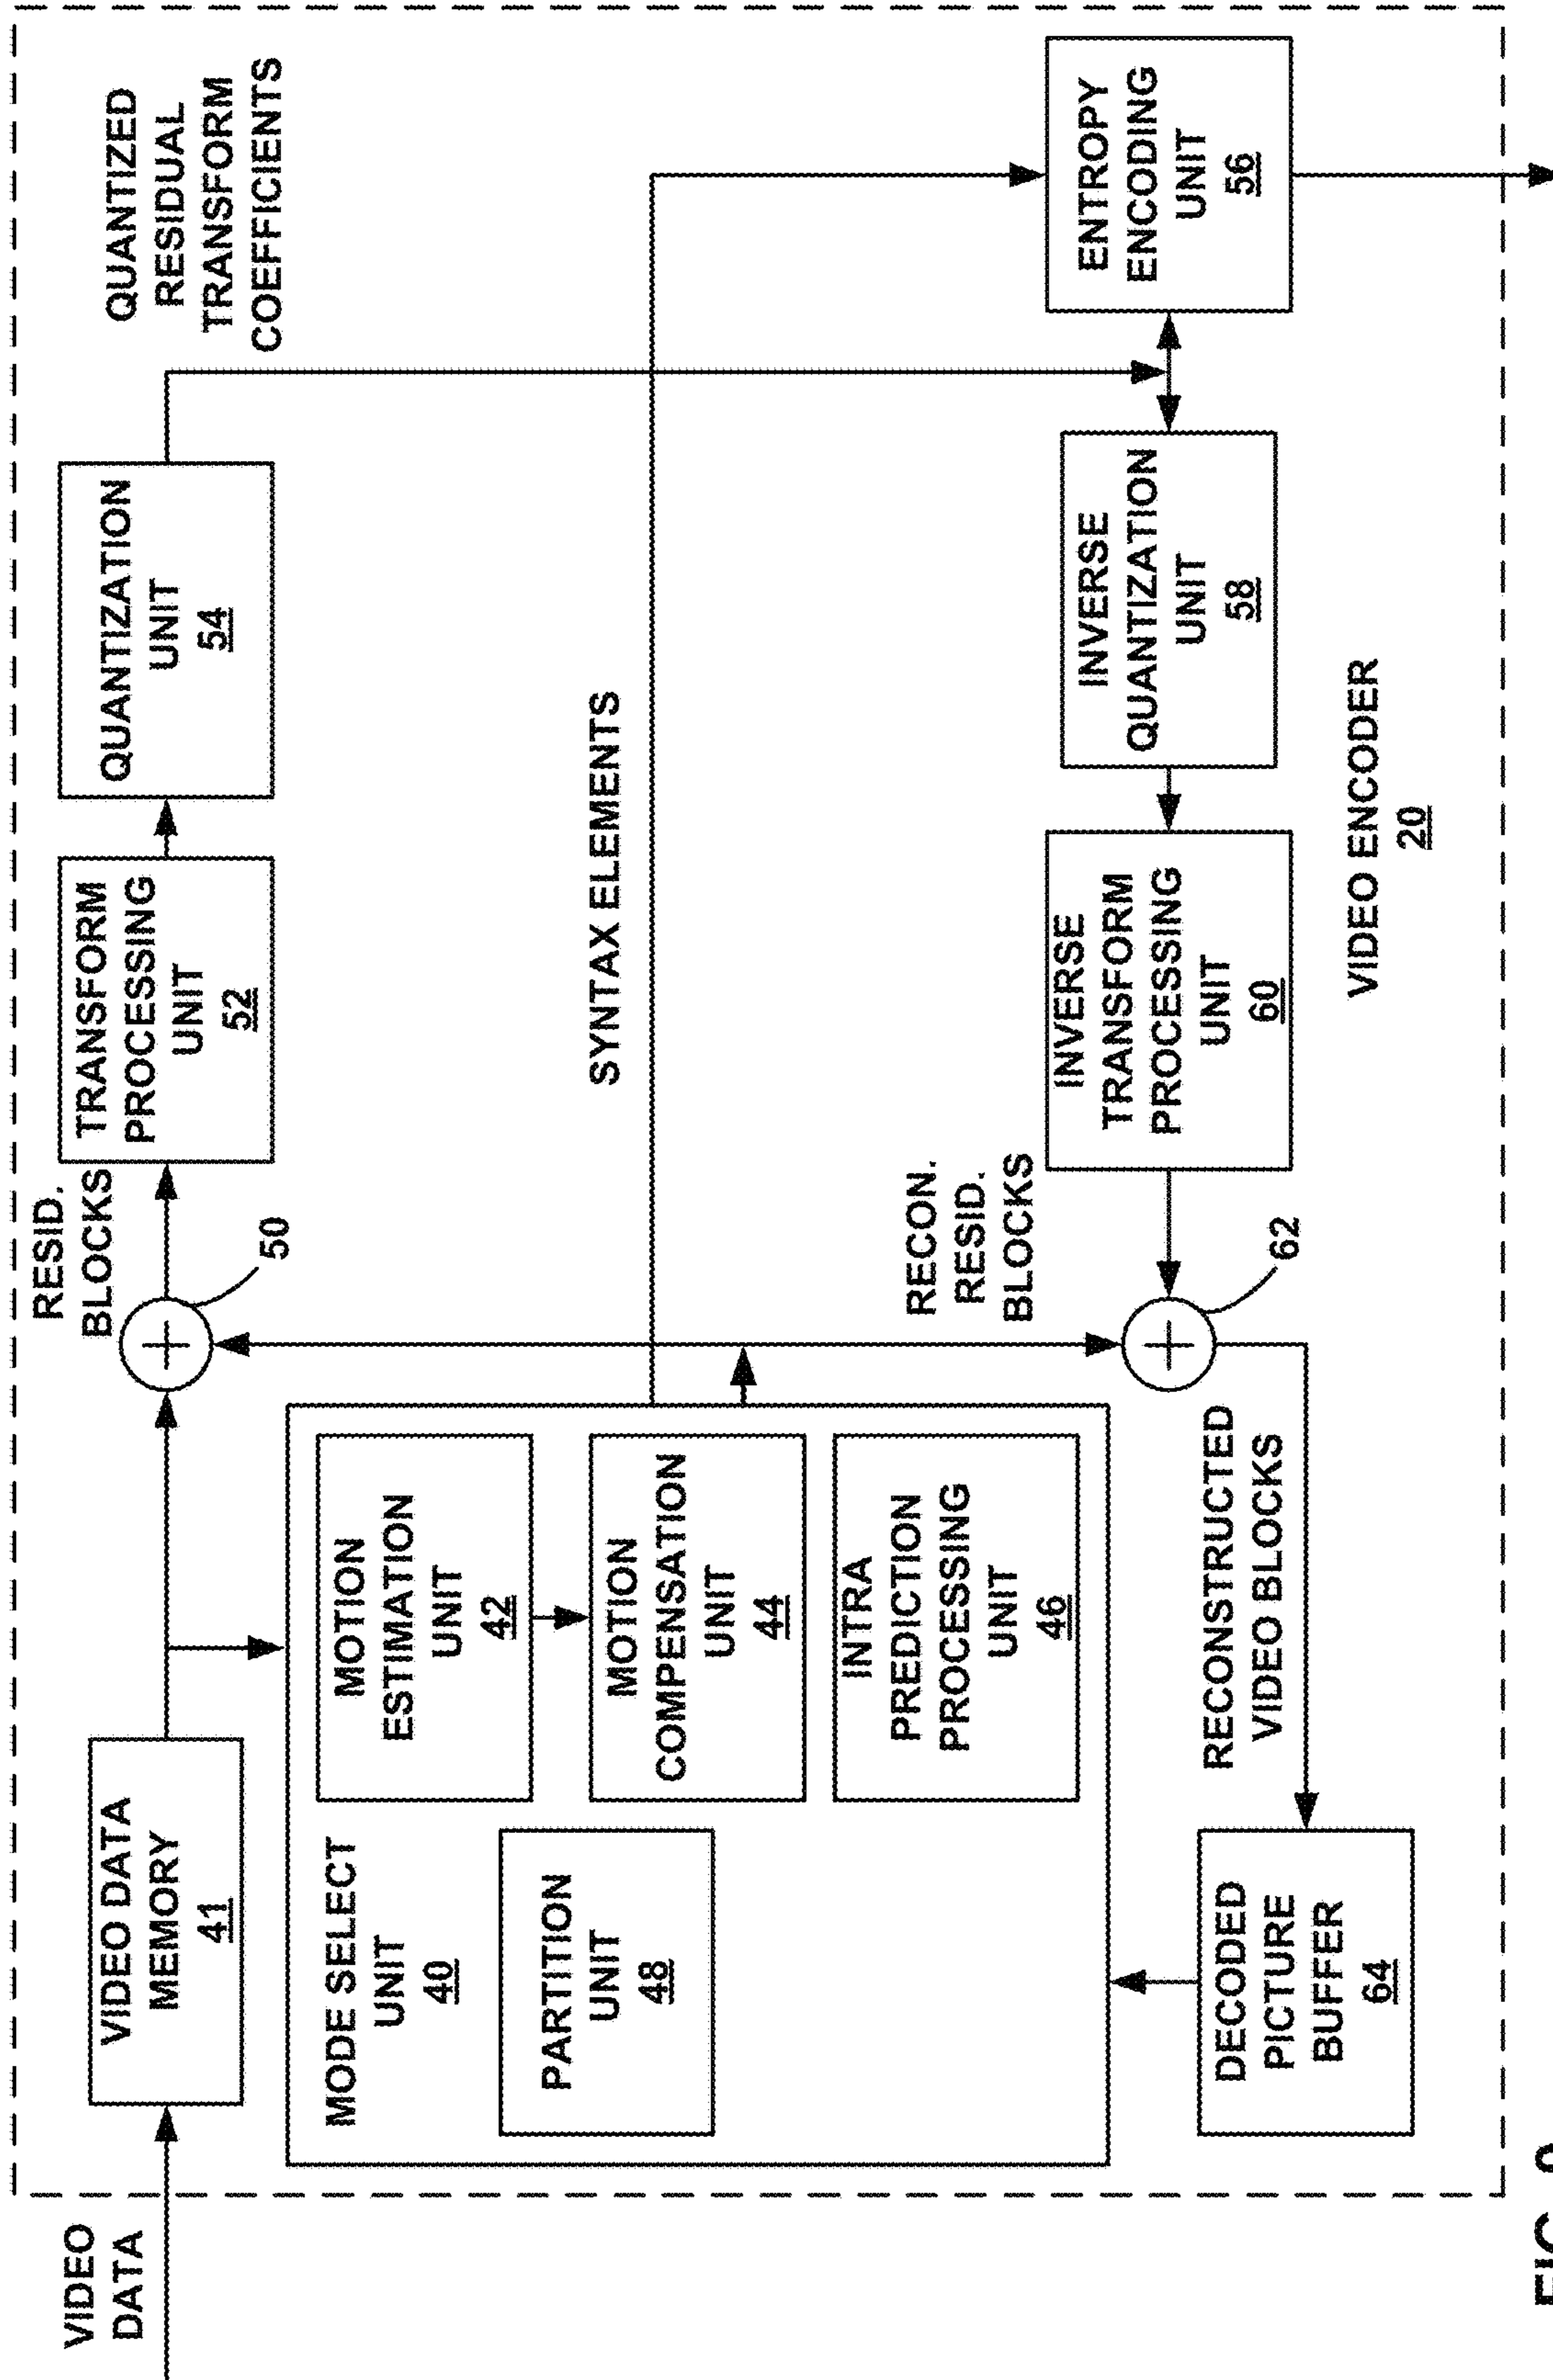 VIDEO
DATA
VIDEO DATA
MEMORY
41
RESID.
BLOCKS
50
TRANSFORM
PROCESSING
UNIT
52
QUANTIZATION
UNIT
54
QUANTIZED
RESIDUAL
TRANSFORM
COEFFICIENTS
MODE SELECT
UNIT
40
PARTITION
UNIT
48
MOTION
ESTIMATION
UNIT
42
MOTION
COMPENSATION
UNIT
44
INTRA
PREDICTION
PROCESSING
UNIT
46
SYNTAX ELEMENTS
RECON.
RESID.
BLOCKS
62
INVERSE
TRANSFORM
PROCESSING
UNIT
60
INVERSE
QUANTIZATION
UNIT
58
ENTROPY
ENCODING
UNIT
56
DECODED
PICTURE
BUFFER
64
RECONSTRUCTED
VIDEO BLOCKS
VIDEO ENCODER
20
FIG.